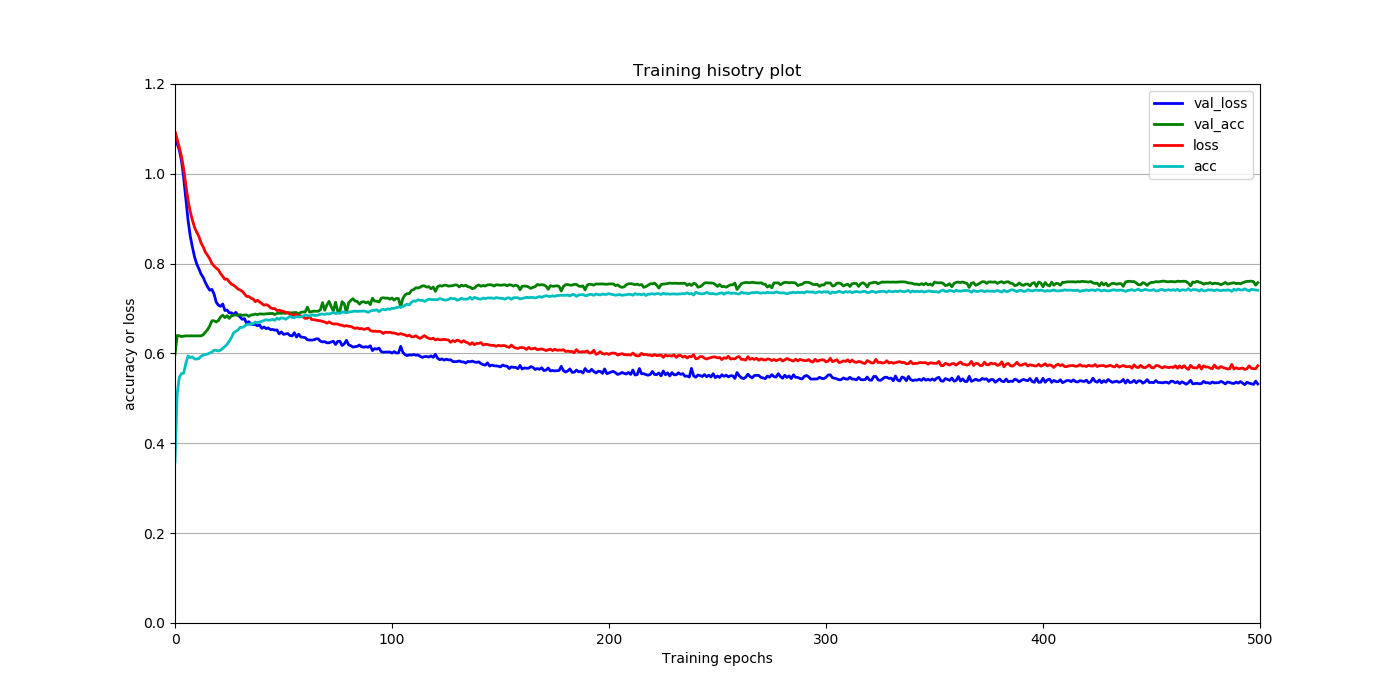 Training hisotry plot
1.2
1.0
0.8
0.6
0.4
0.2
0.0
accuracy or loss
val_loss
val_acc
loss
acc
0 100 200 300 400 500
Training epochs